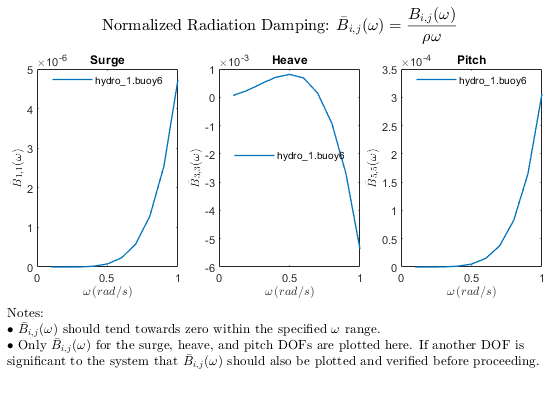 Normalized Radiation Damping: B̄i,j(ω) = Bi,j(ω) / ρω
Surge
×10^-6
hydro_1.buoy6
5
4
3
2
1
0
B̄1,1(ω)
0 0.5 1
ω(rad/s)
Heave
×10^-3
hydro_1.buoy6
1
0
-1
-2
-3
-4
-5
-6
B̄3,3(ω)
0 0.5 1
ω(rad/s)
Pitch
×10^-4
hydro_1.buoy6
3.5
3
2.5
2
1.5
1
0.5
0
B̄5,5(ω)
0 0.5 1
ω(rad/s)
Notes:
• B̄i,j(ω) should tend towards zero within the specified ω range.
• Only B̄i,j(ω) for the surge, heave, and pitch DOFs are plotted here. If another DOF is
significant to the system that B̄i,j(ω) should also be plotted and verified before proceeding.